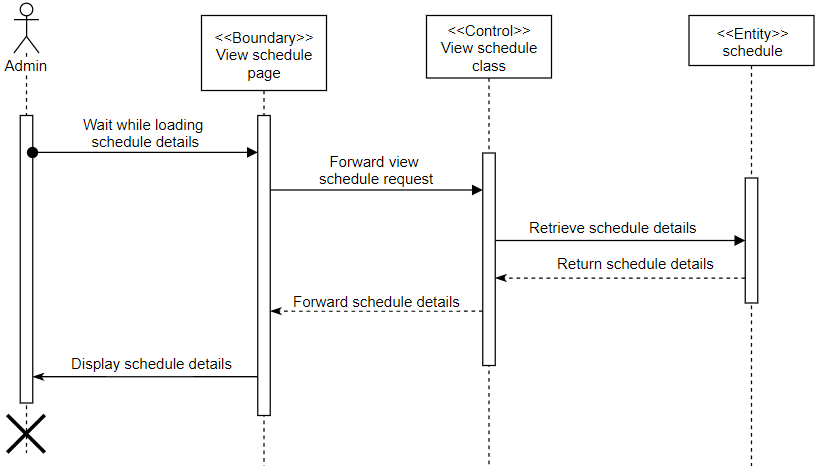 Admin
<<Boundary>>
View schedule
page
<<Control>>
View schedule
class
<<Entity>>
schedule
Wait while loading
schedule details
Forward view
schedule request
Retrieve schedule details
Return schedule details
Forward schedule details
Display schedule details